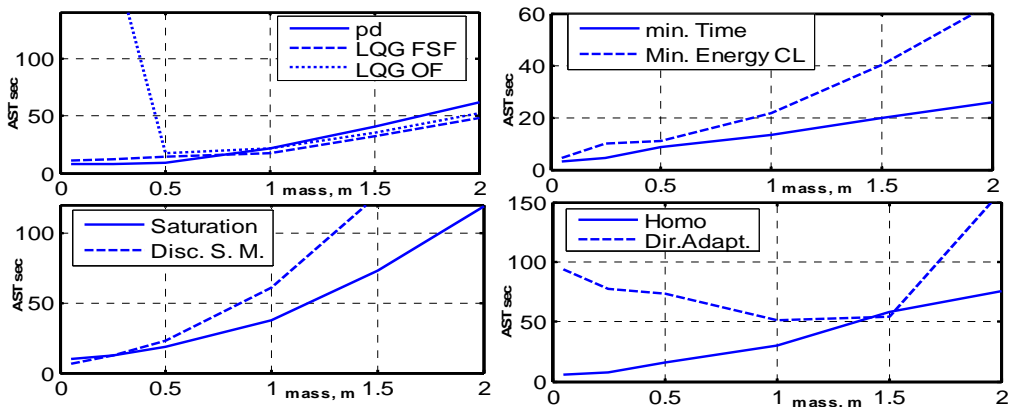 100
50
0
AST sec
pd
LQG FSF
LQG OF
0 0.5 1 mass, m 1.5 2
60
40
20
0
AST sec
min. Time
Min. Energy CL
0 0.5 1 mass, m 1.5 2
100
50
0
AST sec
Saturation
Disc. S. M.
0 0.5 1 mass, m 1.5 2
150
100
50
0
AST sec
Homo
Dir.Adapt.
0 0.5 1 mass, m 1.5 2